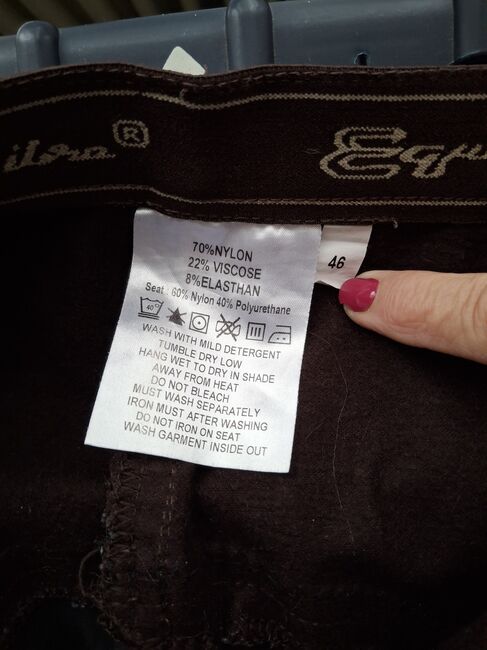 ilora®
Equ
70%NYLON
22% VISCOSE
8%ELASTHAN
Seat : 60% Nylon 40% Polyurethane
40°
WASH WITH MILD DETERGENT
TUMBLE DRY LOW
HANG WET TO DRY IN SHADE
AWAY FROM HEAT
DO NOT BLEACH
MUST WASH SEPARATELY
IRON MUST AFTER WASHING
DO NOT IRON ON SEAT
WASH GARMENT INSIDE OUT
46